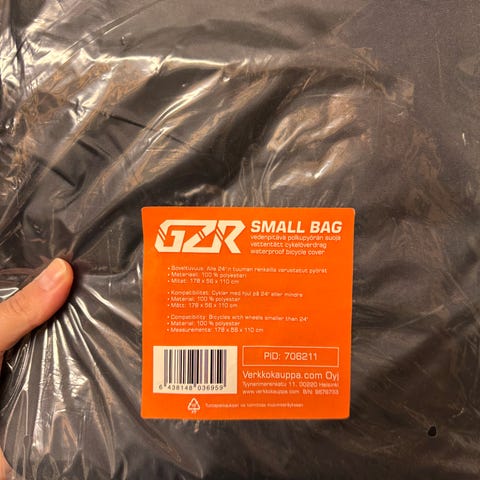 GZR
SMALL BAG
vedenpitävä polkupyörän suoja
vattentätt cykelöverdrag
waterproof bicycle cover
• Soveltuvuus: Alle 24":n tuuman renkailla varustetut pyörät
• Materiaali: 100 % polyester
• Mitat: 178 x 56 x 110 cm
• Kompatibilitet: Cyklar med hjul på 24" eller mindre
• Material: 100 % polyester
• Mått: 178 x 56 x 110 cm
• Compatibility: Bicycles with wheels smaller than 24"
• Material: 100 % polyester
• Measurements: 178 x 56 x 110 cm
6 438148 036959
PID: 706211
Verkkokauppa.com Oyj
Tyynenmerenkatu 11, 00220 Helsinki
www.verkkokauppa.com